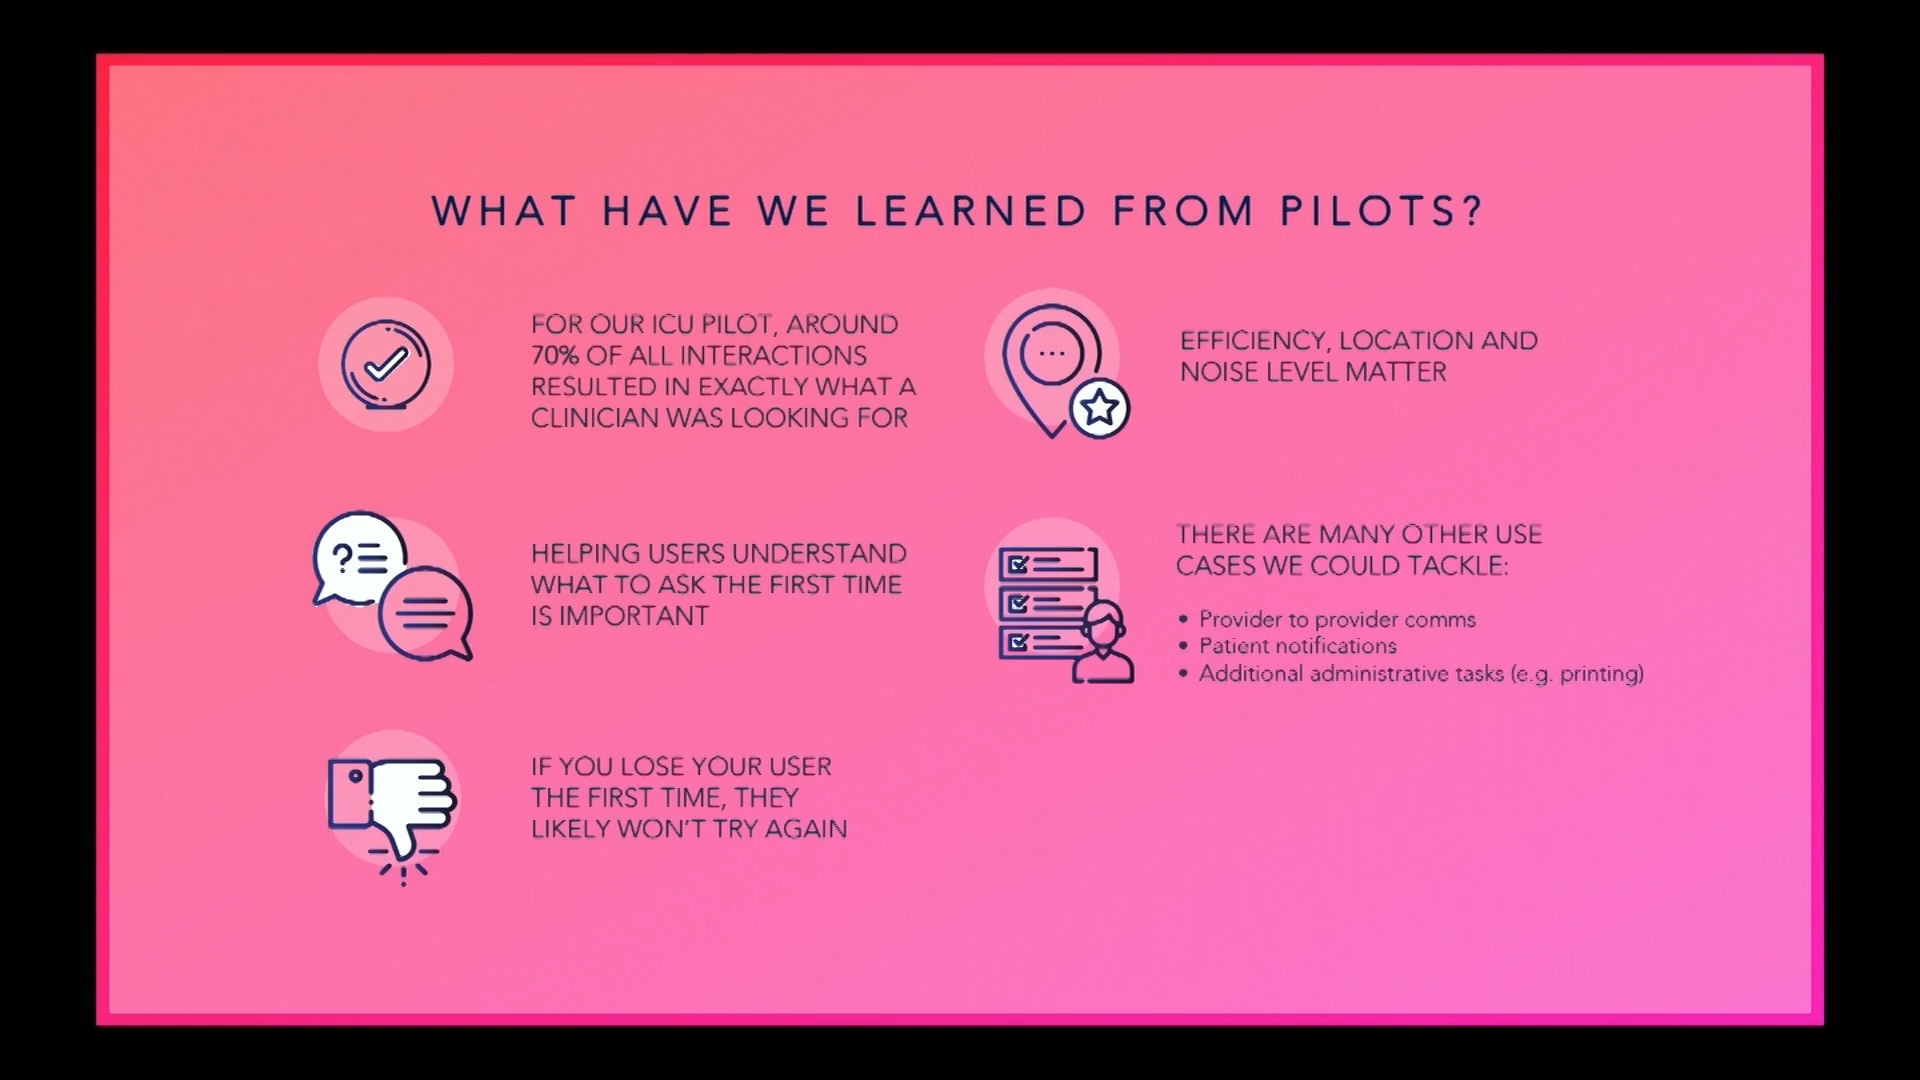 WHAT HAVE WE LEARNED FROM PILOTS?
FOR OUR ICU PILOT, AROUND
70% OF ALL INTERACTIONS
RESULTED IN EXACTLY WHAT A
CLINICIAN WAS LOOKING FOR
HELPING USERS UNDERSTAND
WHAT TO ASK THE FIRST TIME
IS IMPORTANT
IF YOU LOSE YOUR USER
THE FIRST TIME, THEY
LIKELY WON'T TRY AGAIN
EFFICIENCY, LOCATION AND
NOISE LEVEL MATTER
THERE ARE MANY OTHER USE
CASES WE COULD TACKLE:
• Provider to provider comms
• Patient notifications
• Additional administrative tasks (e.g. printing)